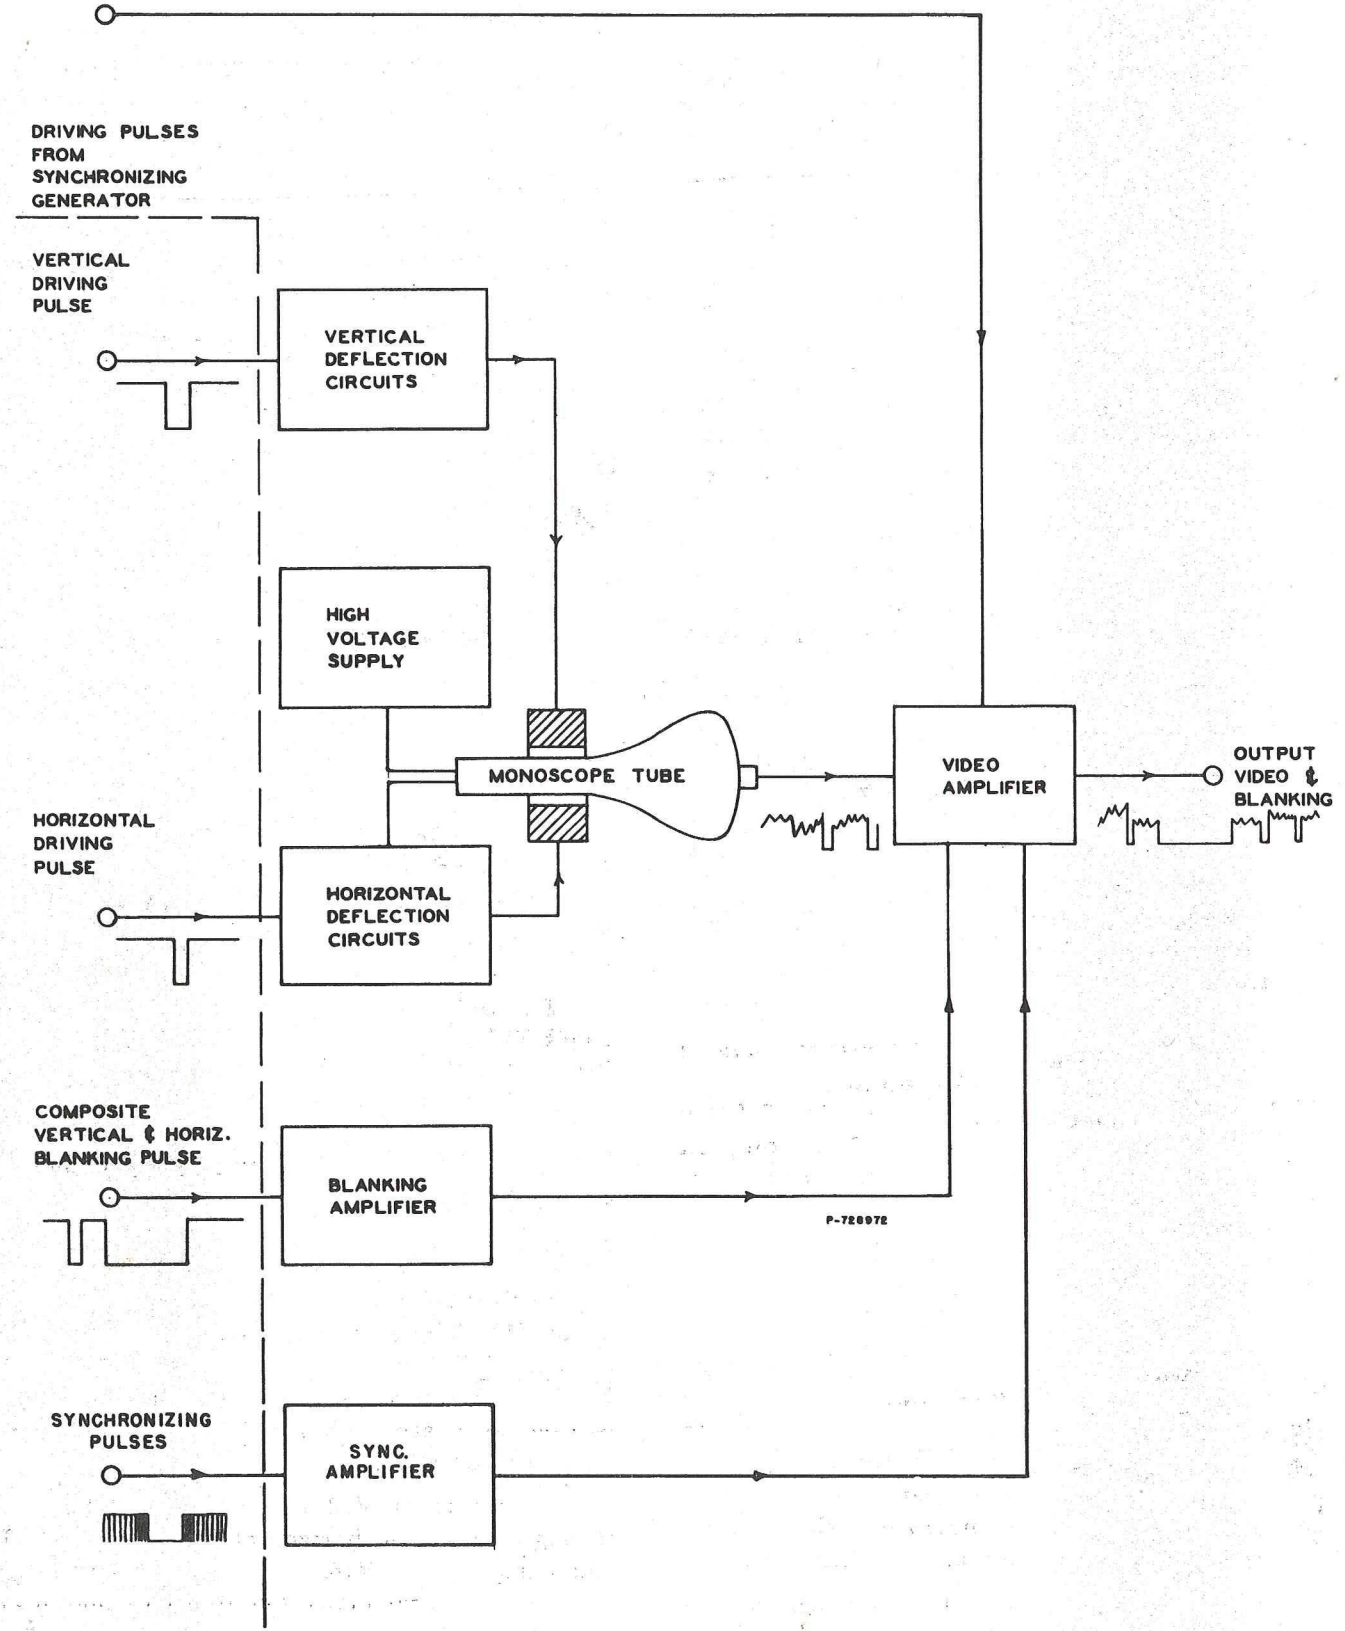 DRIVING PULSES
FROM
SYNCHRONIZING
GENERATOR
VERTICAL
DRIVING
PULSE
VERTICAL
DEFLECTION
CIRCUITS
HIGH
VOLTAGE
SUPPLY
MONOSCOPE TUBE
VIDEO
AMPLIFIER
OUTPUT
VIDEO &
BLANKING
HORIZONTAL
DRIVING
PULSE
HORIZONTAL
DEFLECTION
CIRCUITS
COMPOSITE
VERTICAL & HORIZ.
BLANKING PULSE
BLANKING
AMPLIFIER
P-728972
SYNCHRONIZING
PULSES
SYNC.
AMPLIFIER